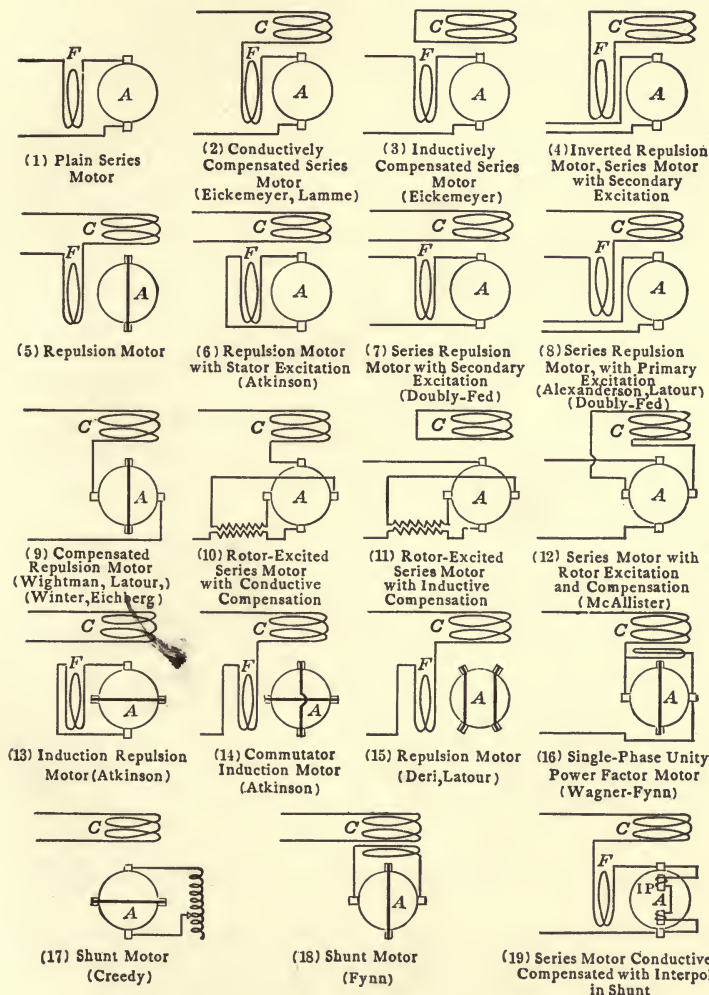 C
C
C
F
F
F
F
A
A
A
A
(1) Plain Series
Motor
(2) Conductively
Compensated Series
Motor
(Eickemeyer, Lamme)
(3) Inductively
Compensated Series
Motor
(Eickemeyer)
(4) Inverted Repulsion
Motor, Series Motor
with Secondary
Excitation
C
C
C
C
F
F
F
F
A
A
A
A
(5) Repulsion Motor
(6) Repulsion Motor
with Stator Excitation
(Atkinson)
(7) Series Repulsion
Motor with Secondary
Excitation
(Doubly-Fed)
(8) Series Repulsion
Motor, with Primary
Excitation
(Alexanderson, Latour)
(Doubly-Fed)
C
C
C
C
A
A
A
A
(9) Compensated
Repulsion Motor
(Wightman, Latour,)
(Winter, Eichberg)
(10) Rotor-Excited
Series Motor
with Conductive
Compensation
(11) Rotor-Excited
Series Motor
with Inductive
Compensation
(12) Series Motor with
Rotor Excitation
and Compensation
(McAllister)
C
C
C
C
F
F
F
A
A
A
A
(13) Induction Repulsion
Motor (Atkinson)
(14) Commutator
Induction Motor
(Atkinson)
(15) Repulsion Motor
(Deri, Latour)
(16) Single-Phase Unity
Power Factor Motor
(Wagner-Fynn)
C
C
C
F
A
A
IP
A
(17) Shunt Motor
(Creedy)
(18) Shunt Motor
(Fynn)
(19) Series Motor Conductive
Compensated with Interpol
in Shunt